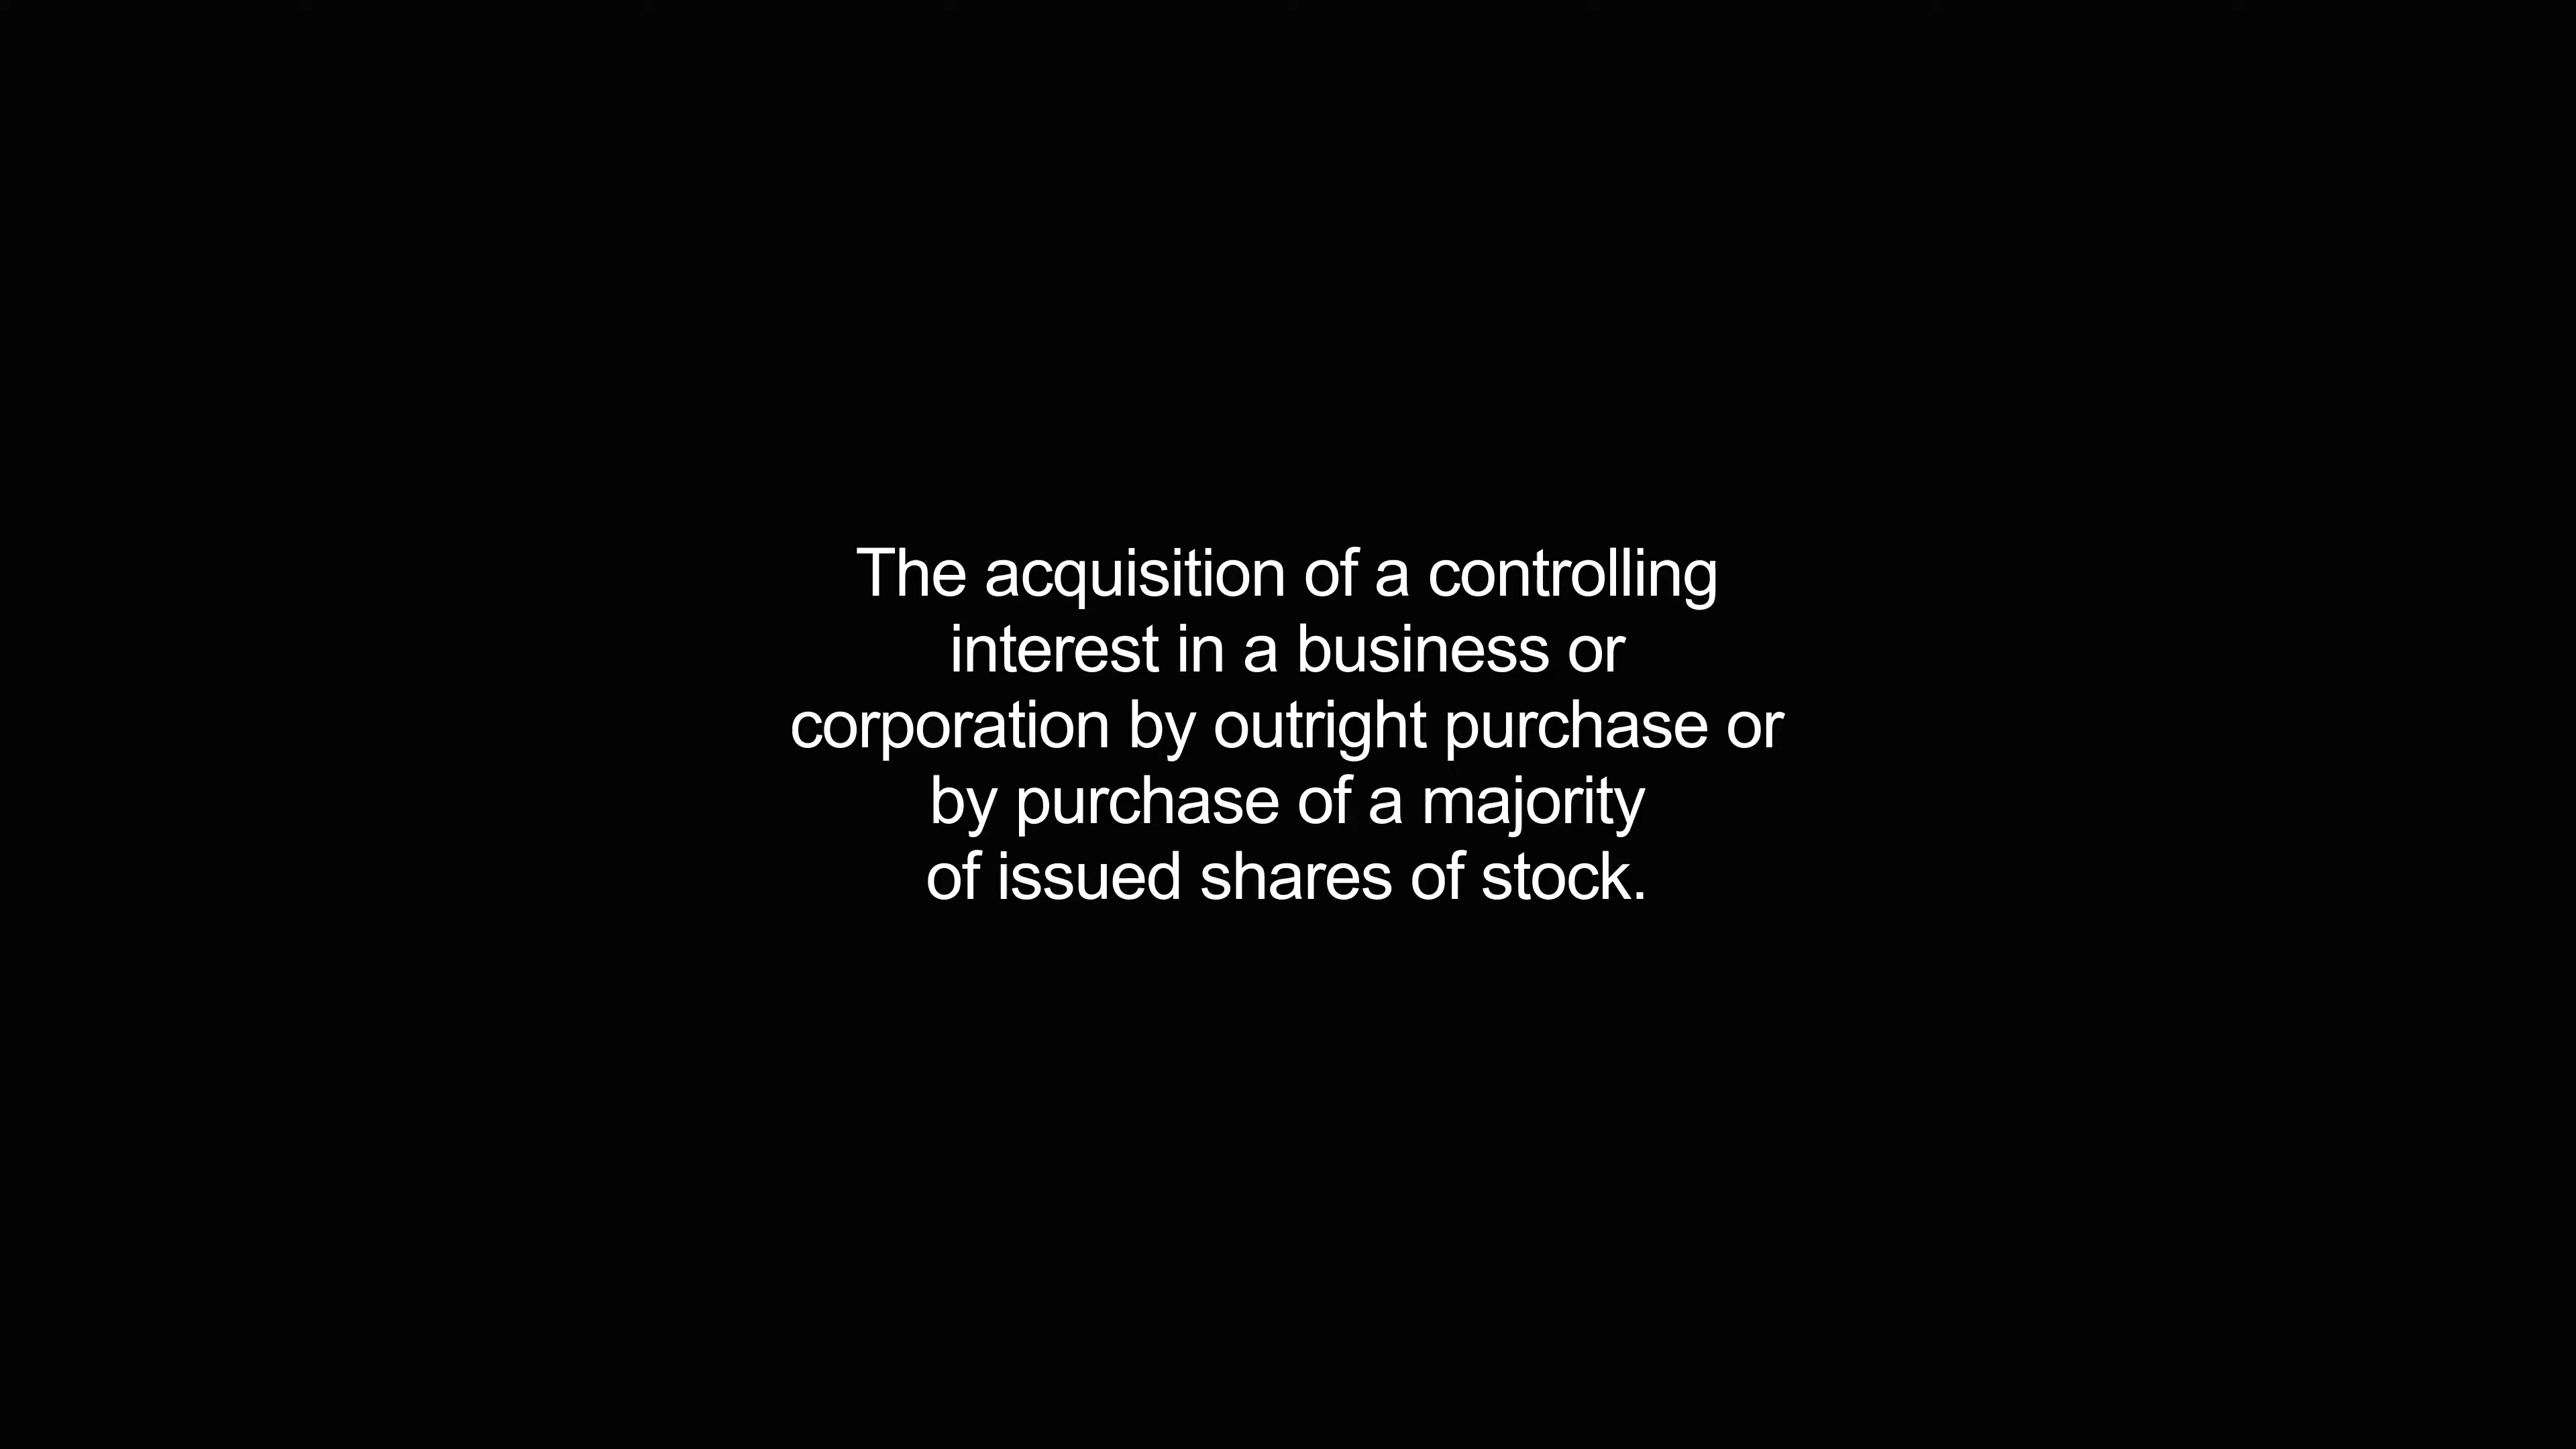 The acquisition of a controlling
interest in a business or
corporation by outright purchase or
by purchase of a majority
of issued shares of stock.